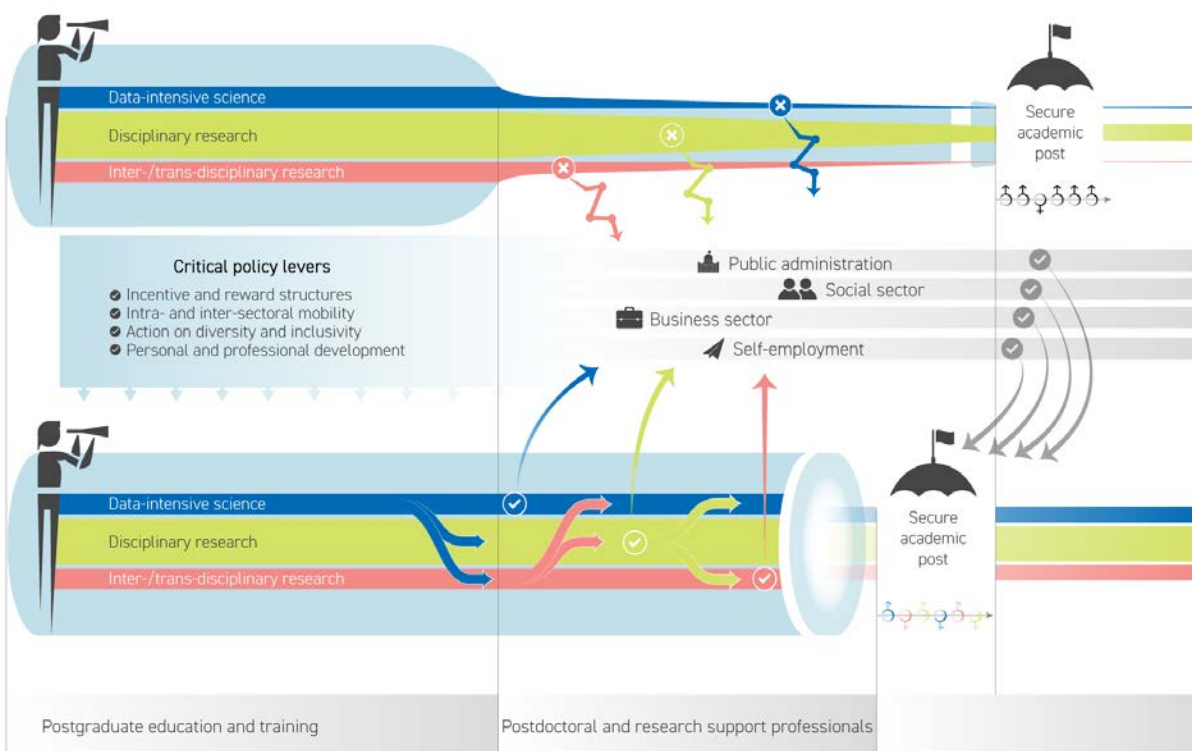 Data-intensive science
Disciplinary research
Inter-/trans-disciplinary research
Secure
academic
post
Critical policy levers
Incentive and reward structures
Intra- and inter-sectoral mobility
Action on diversity and inclusivity
Personal and professional development
Public administration
Social sector
Business sector
Self-employment
Data-intensive science
Disciplinary research
Inter-/trans-disciplinary research
Secure
academic
post
Postgraduate education and training
Postdoctoral and research support professionals